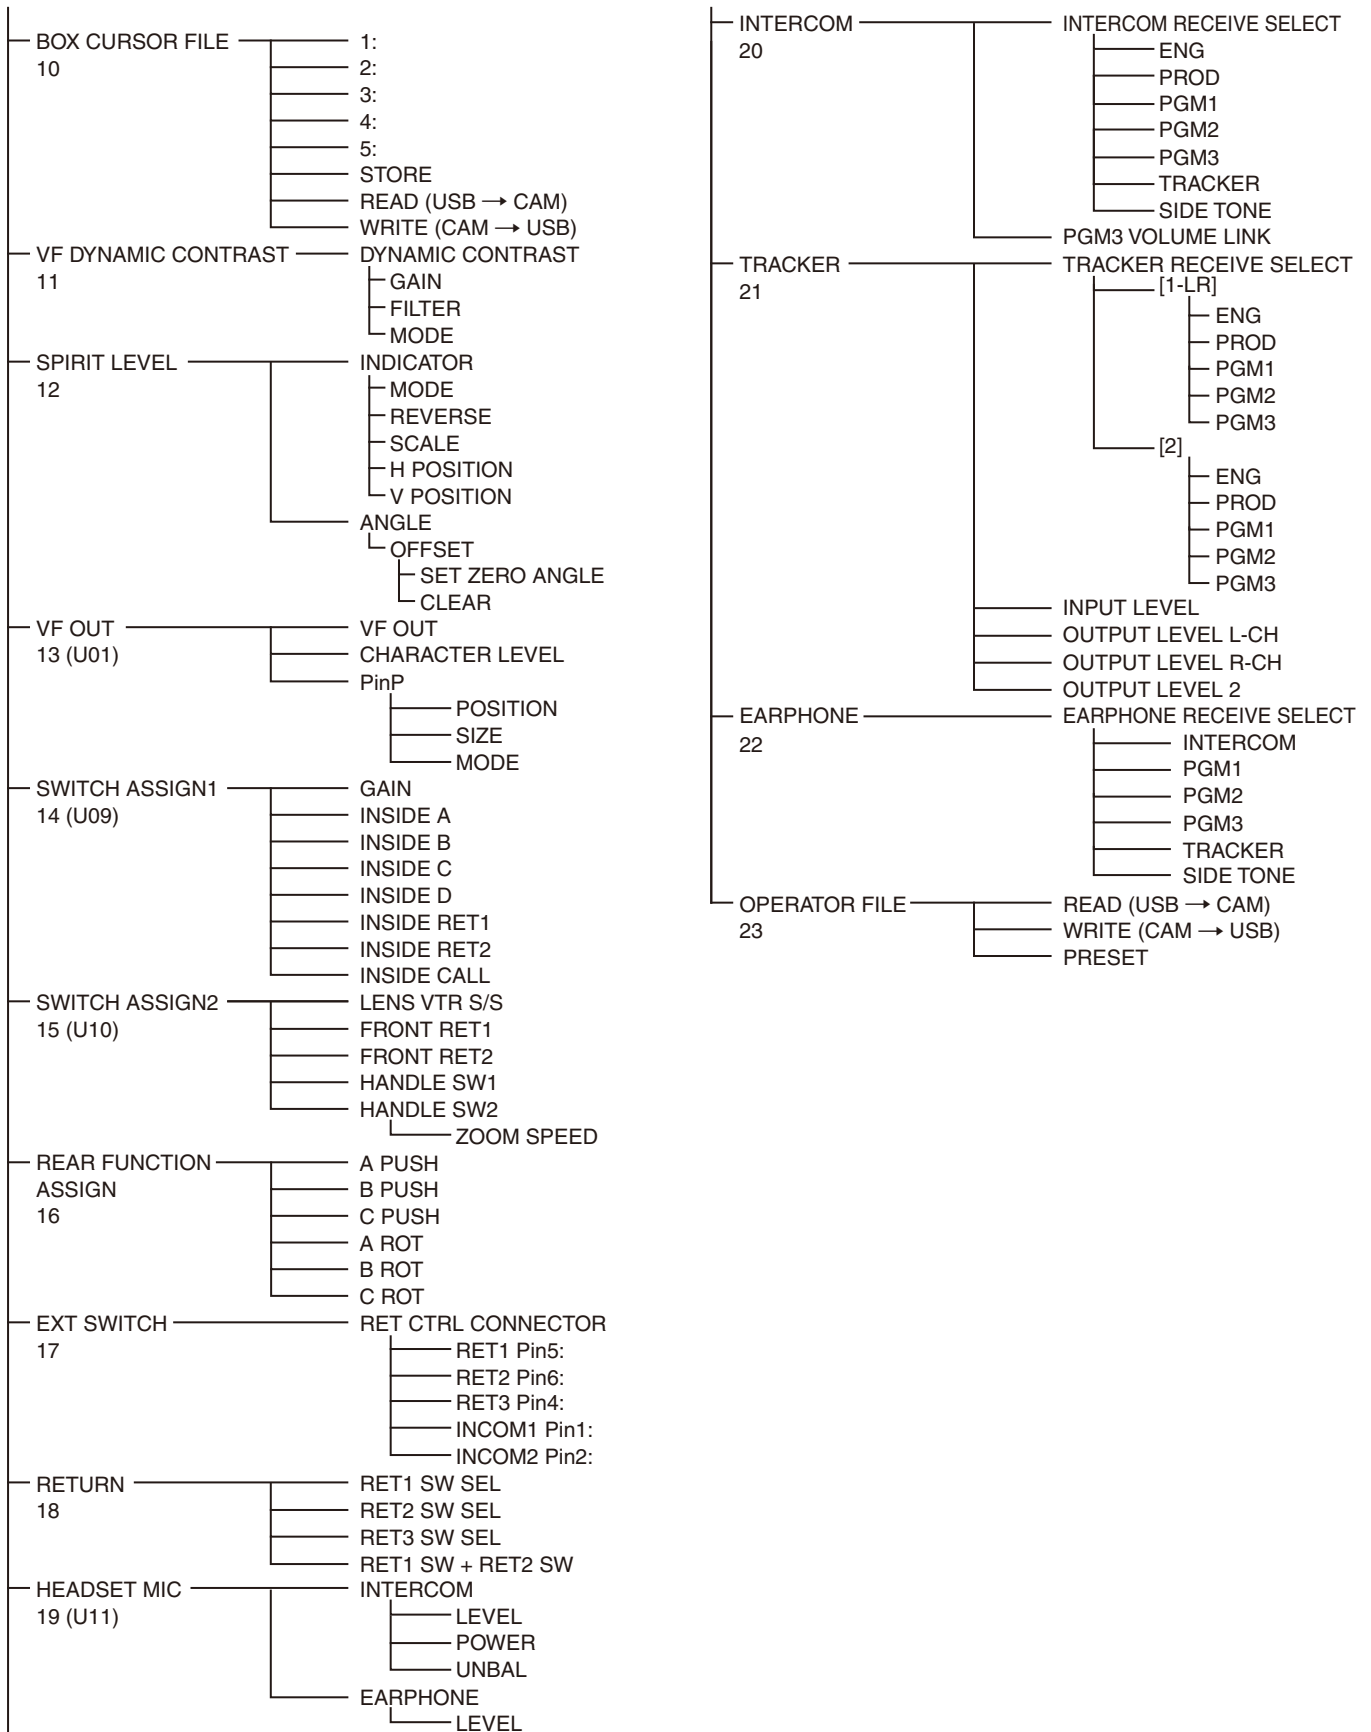 BOX CURSOR FILE
10
1:
2:
3:
4:
5:
STORE
READ (USB → CAM)
WRITE (CAM → USB)
VF DYNAMIC CONTRAST
11
DYNAMIC CONTRAST
GAIN
FILTER
MODE
SPIRIT LEVEL
12
INDICATOR
MODE
REVERSE
SCALE
H POSITION
V POSITION
ANGLE
OFFSET
SET ZERO ANGLE
CLEAR
VF OUT
13 (U01)
VF OUT
CHARACTER LEVEL
PinP
POSITION
SIZE
MODE
SWITCH ASSIGN1
14 (U09)
GAIN
INSIDE A
INSIDE B
INSIDE C
INSIDE D
INSIDE RET1
INSIDE RET2
INSIDE CALL
SWITCH ASSIGN2
15 (U10)
LENS VTR S/S
FRONT RET1
FRONT RET2
HANDLE SW1
HANDLE SW2
ZOOM SPEED
REAR FUNCTION
ASSIGN
16
A PUSH
B PUSH
C PUSH
A ROT
B ROT
C ROT
EXT SWITCH
17
RET CTRL CONNECTOR
RET1 Pin5:
RET2 Pin6:
RET3 Pin4:
INCOM1 Pin1:
INCOM2 Pin2:
RETURN
18
RET1 SW SEL
RET2 SW SEL
RET3 SW SEL
RET1 SW + RET2 SW
HEADSET MIC
19 (U11)
INTERCOM
LEVEL
POWER
UNBAL
EARPHONE
LEVEL
INTERCOM
20
INTERCOM RECEIVE SELECT
ENG
PROD
PGM1
PGM2
PGM3
TRACKER
SIDE TONE
PGM3 VOLUME LINK
TRACKER
21
TRACKER RECEIVE SELECT
[1-LR]
ENG
PROD
PGM1
PGM2
PGM3
[2]
ENG
PROD
PGM1
PGM2
PGM3
INPUT LEVEL
OUTPUT LEVEL L-CH
OUTPUT LEVEL R-CH
OUTPUT LEVEL 2
EARPHONE
22
EARPHONE RECEIVE SELECT
INTERCOM
PGM1
PGM2
PGM3
TRACKER
SIDE TONE
OPERATOR FILE
23
READ (USB → CAM)
WRITE (CAM → USB)
PRESET